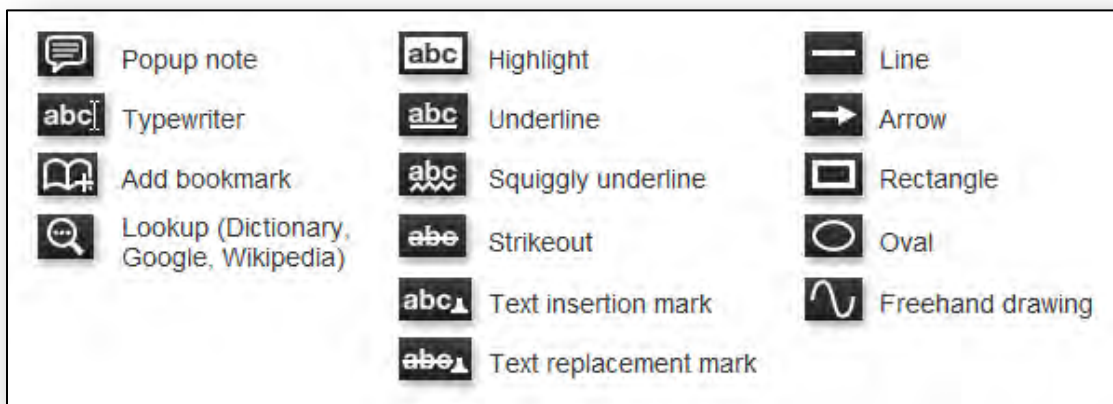 Popup note
abc Typewriter
Add bookmark
Lookup (Dictionary,
Google, Wikipedia)
abc Highlight
abc Underline
abc Squiggly underline
abc Strikeout
abc Text insertion mark
abc Text replacement mark
Line
Arrow
Rectangle
Oval
Freehand drawing